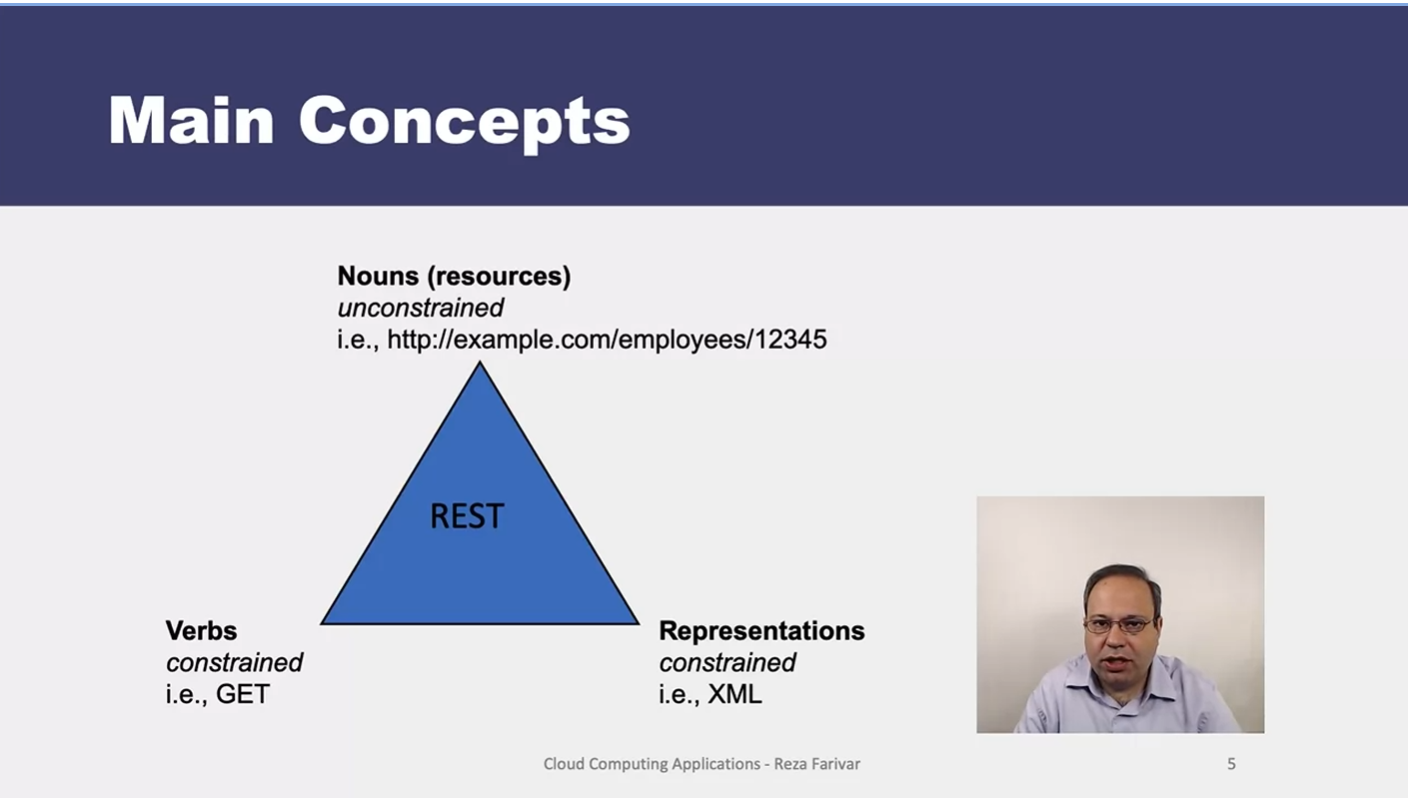 Main Concepts
Nouns (resources)
unconstrained
i.e., http://example.com/employees/12345
REST
Verbs
constrained
i.e., GET
Representations
constrained
i.e., XML
Cloud Computing Applications - Reza Farivar
5